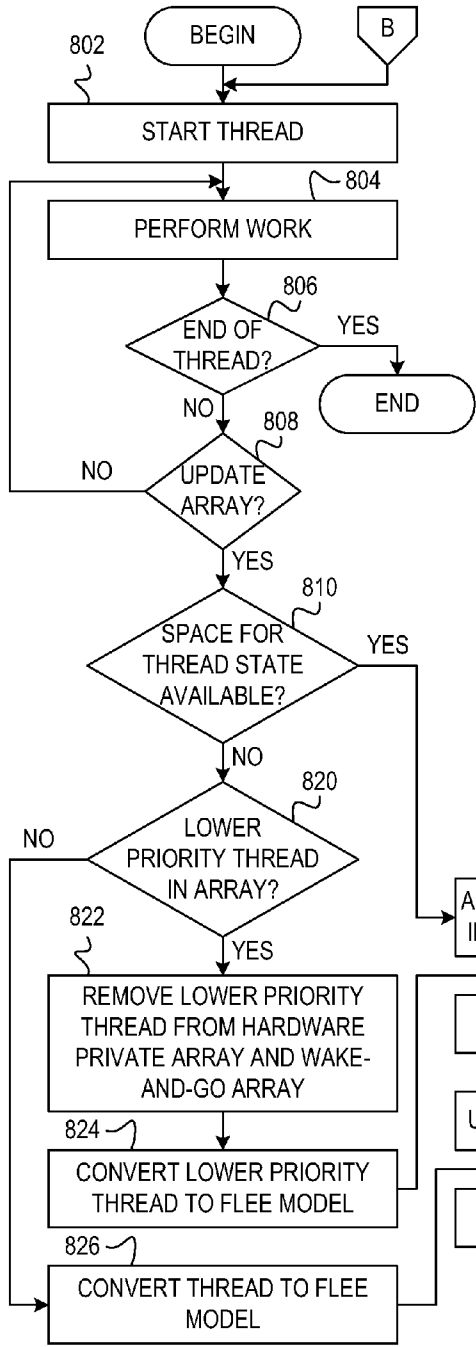 BEGIN
B
802
START THREAD
804
PERFORM WORK
806
END OF
THREAD?
YES
END
NO
808
NO
UPDATE
ARRAY?
YES
810
SPACE FOR
THREAD STATE
AVAILABLE?
YES
NO
820
NO
LOWER
PRIORITY THREAD
IN ARRAY?
YES
822
REMOVE LOWER PRIORITY
THREAD FROM HARDWARE
PRIVATE ARRAY AND WAKE-
AND-GO ARRAY
824
CONVERT LOWER PRIORITY
THREAD TO FLEE MODEL
826
CONVERT THREAD TO FLEE
MODEL